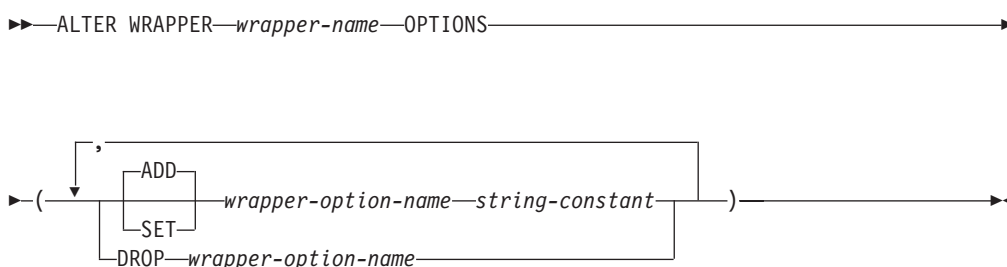 ALTER WRAPPER wrapper-name OPTIONS
,
ADD
( wrapper-option-name string-constant )
SET
DROP wrapper-option-name